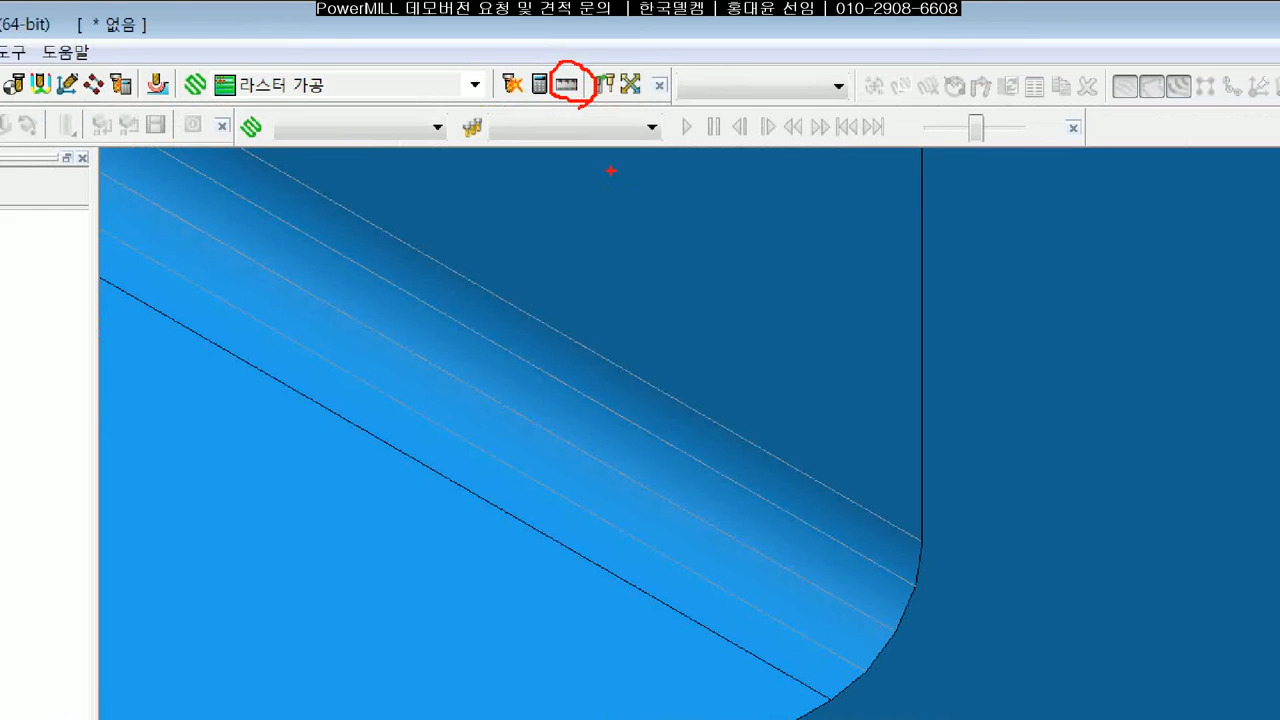 PowerMILL 데모버전 요청 및 견적 문의 | 한국델켐 | 홍대윤 선임 | 010-2908-6608
(64-bit) [ * 없음 ]
도구 도움말
라스터 가공